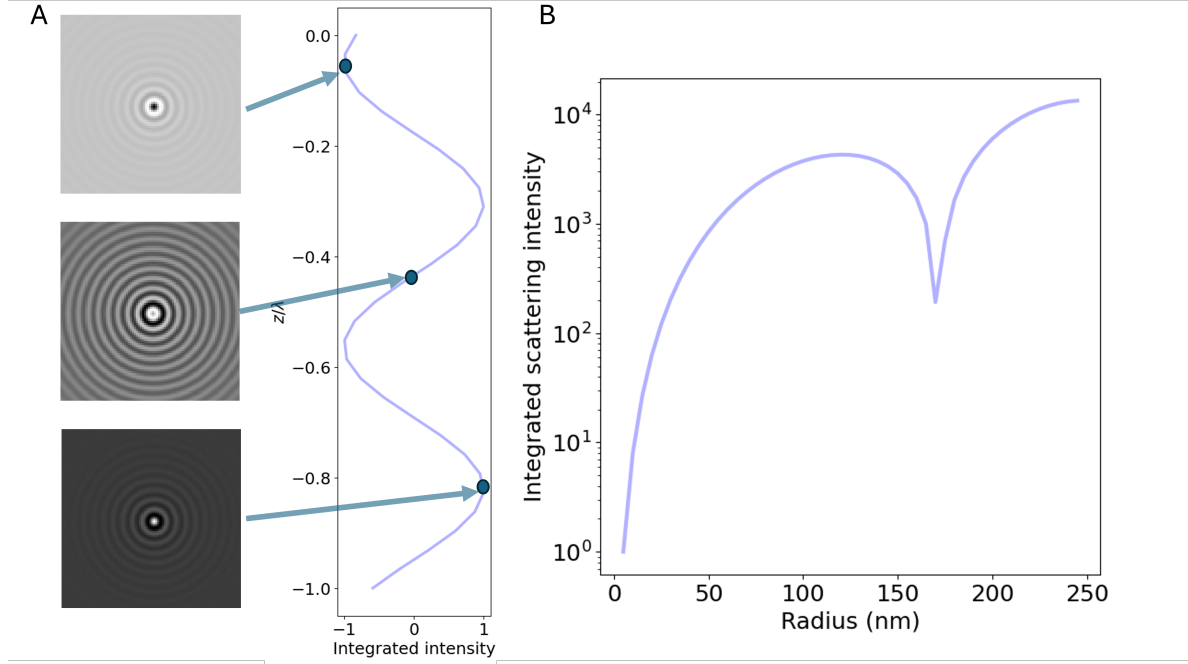 A
0.0
−0.2
−0.4
−0.6
−0.8
−1.0
z/λ
−1 0 1
Integrated intensity
B
10⁴
10³
10²
10¹
10⁰
Integrated scattering intensity
0 50 100 150 200 250
Radius (nm)